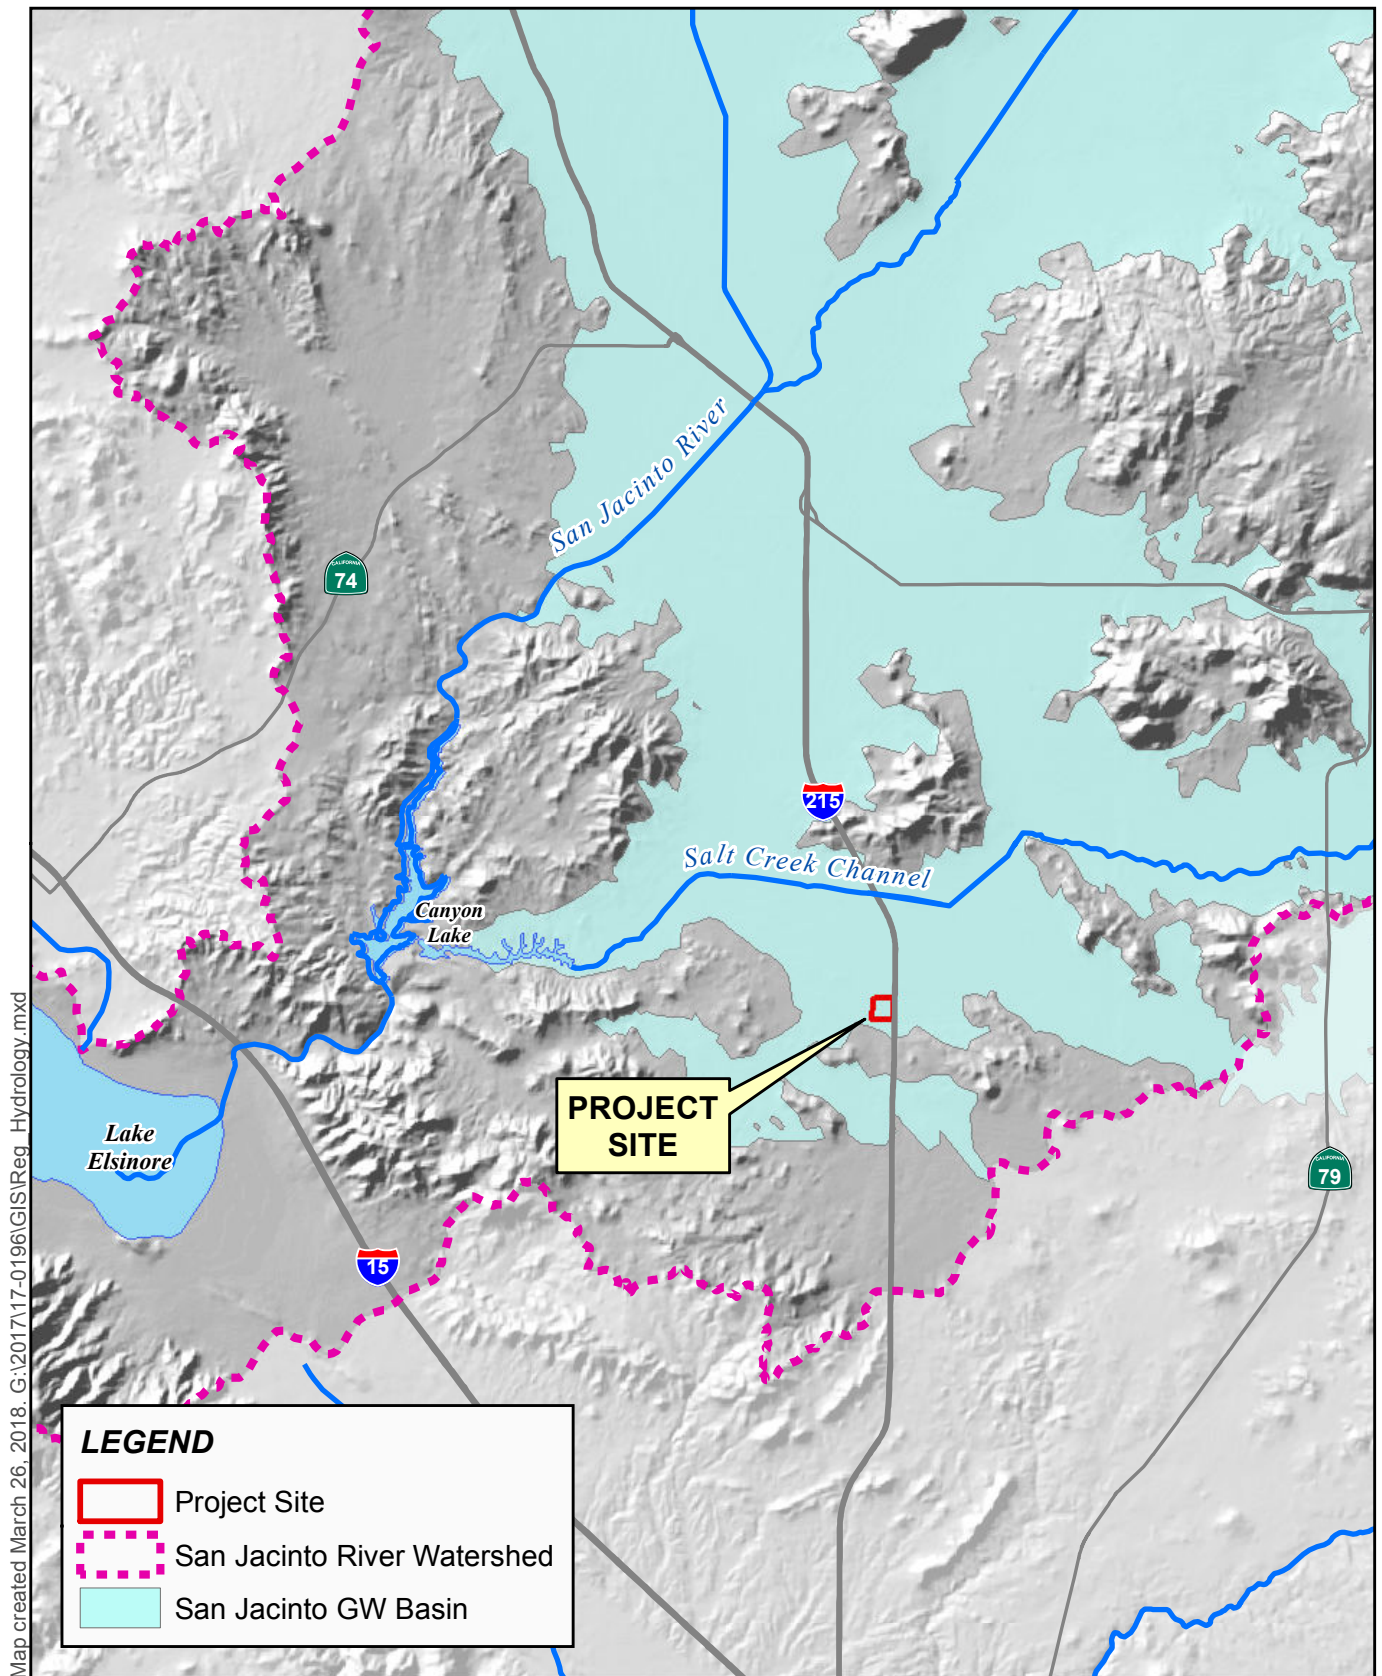 San Jacinto River
CALIFORNIA
74
215
Salt Creek Channel
Canyon
Lake
PROJECT
SITE
Lake
Elsinore
CALIFORNIA
79
15
LEGEND
Project Site
San Jacinto River Watershed
San Jacinto GW Basin
Map created March 26, 2018. G:\2017\17-0196\GIS\Reg_Hydrology.mxd